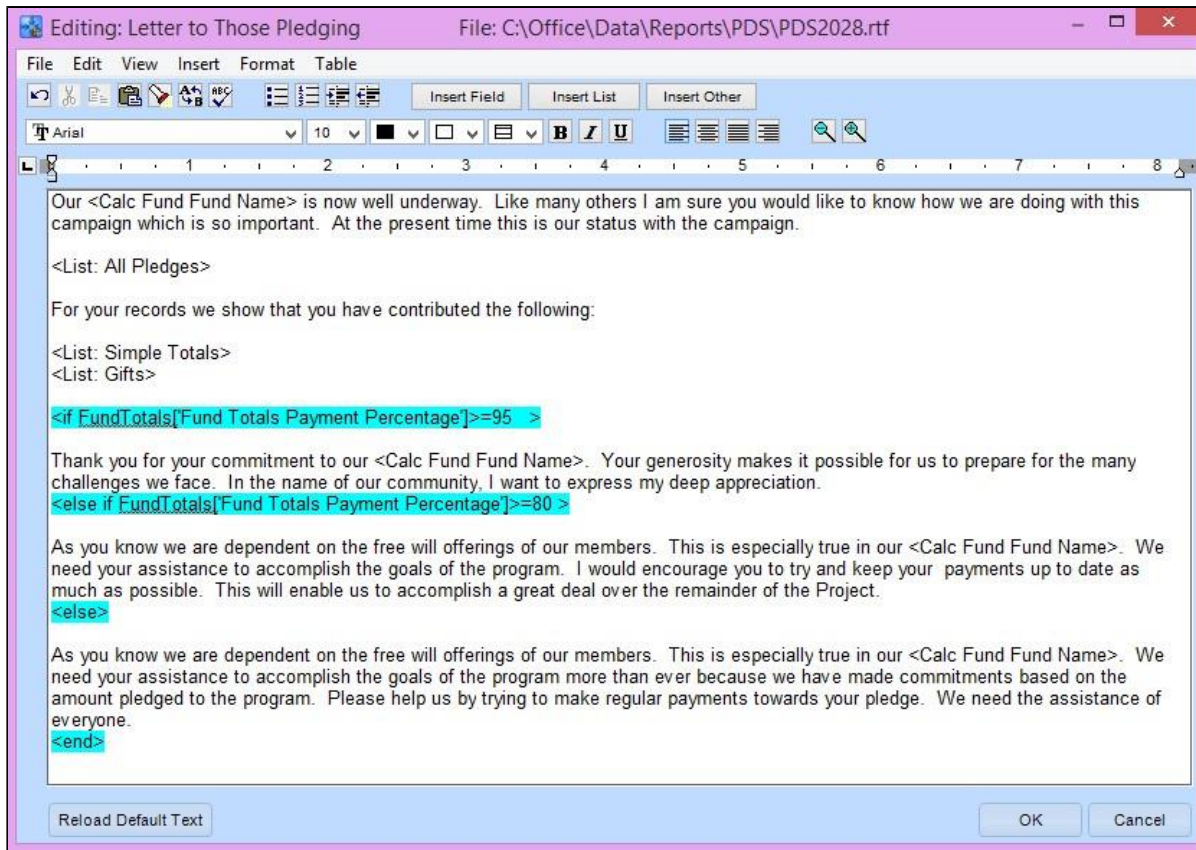 Editing: Letter to Those Pledging File: C:\Office\Data\Reports\PDS\PDS2028.rtf
File Edit View Insert Format Table
Insert Field Insert List Insert Other
Arial 10 B I U
1 2 3 4 5 6 7 8
Our <Calc Fund Fund Name> is now well underway. Like many others I am sure you would like to know how we are doing with this
campaign which is so important. At the present time this is our status with the campaign.
<List: All Pledges>
For your records we show that you have contributed the following:
<List: Simple Totals>
<List: Gifts>
<if FundTotals['Fund Totals Payment Percentage']>=95 >
Thank you for your commitment to our <Calc Fund Fund Name>. Your generosity makes it possible for us to prepare for the many
challenges we face. In the name of our community, I want to express my deep appreciation.
<else if FundTotals['Fund Totals Payment Percentage']>=80 >
As you know we are dependent on the free will offerings of our members. This is especially true in our <Calc Fund Fund Name>. We
need your assistance to accomplish the goals of the program. I would encourage you to try and keep your payments up to date as
much as possible. This will enable us to accomplish a great deal over the remainder of the Project.
<else>
As you know we are dependent on the free will offerings of our members. This is especially true in our <Calc Fund Fund Name>. We
need your assistance to accomplish the goals of the program more than ever because we have made commitments based on the
amount pledged to the program. Please help us by trying to make regular payments towards your pledge. We need the assistance of
everyone.
<end>
Reload Default Text OK Cancel